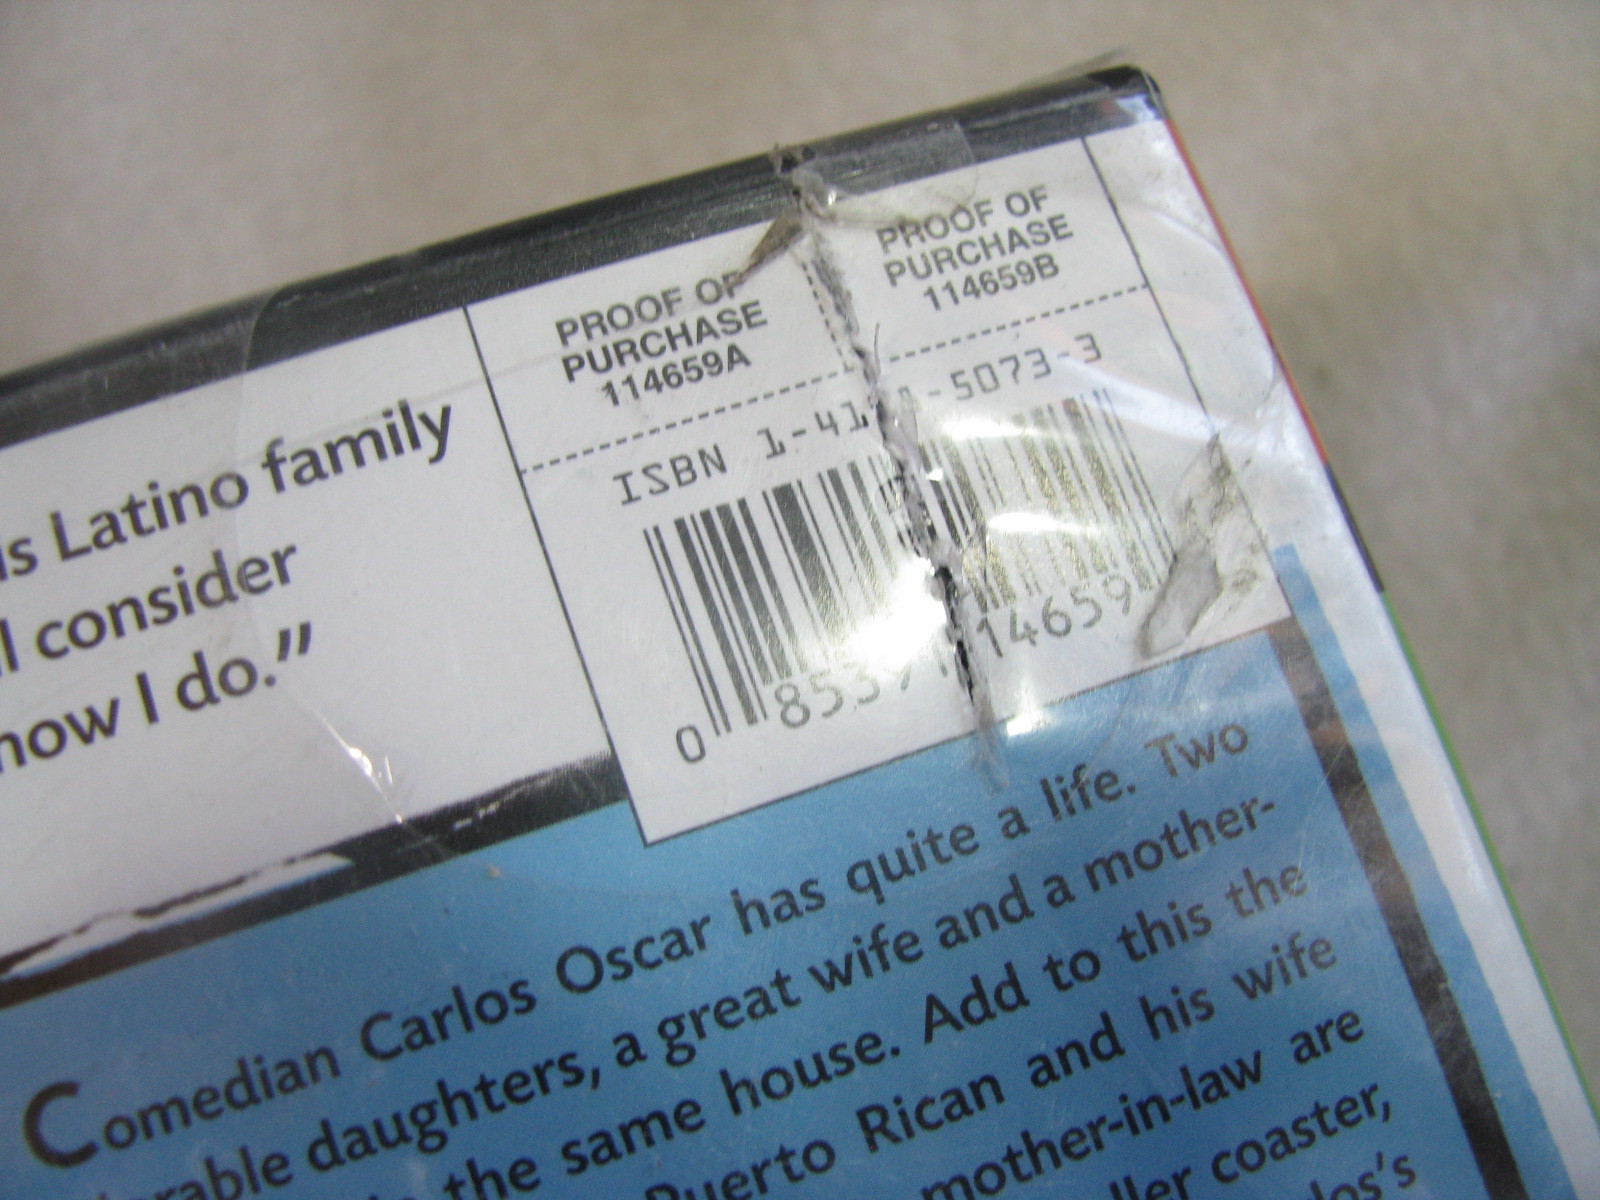 PROOF OF
PURCHASE
114659A
PROOF OF
PURCHASE
114659B
ISBN 1-41 -5073-3
0 853 14659
Latino family
consider
now I do.”
Comedian Carlos Oscar has quite a life. Two
daughters, a great wife and a mother-
the same house. Add to this the
Puerto Rican and his wife
mother-in-law are
coaster,